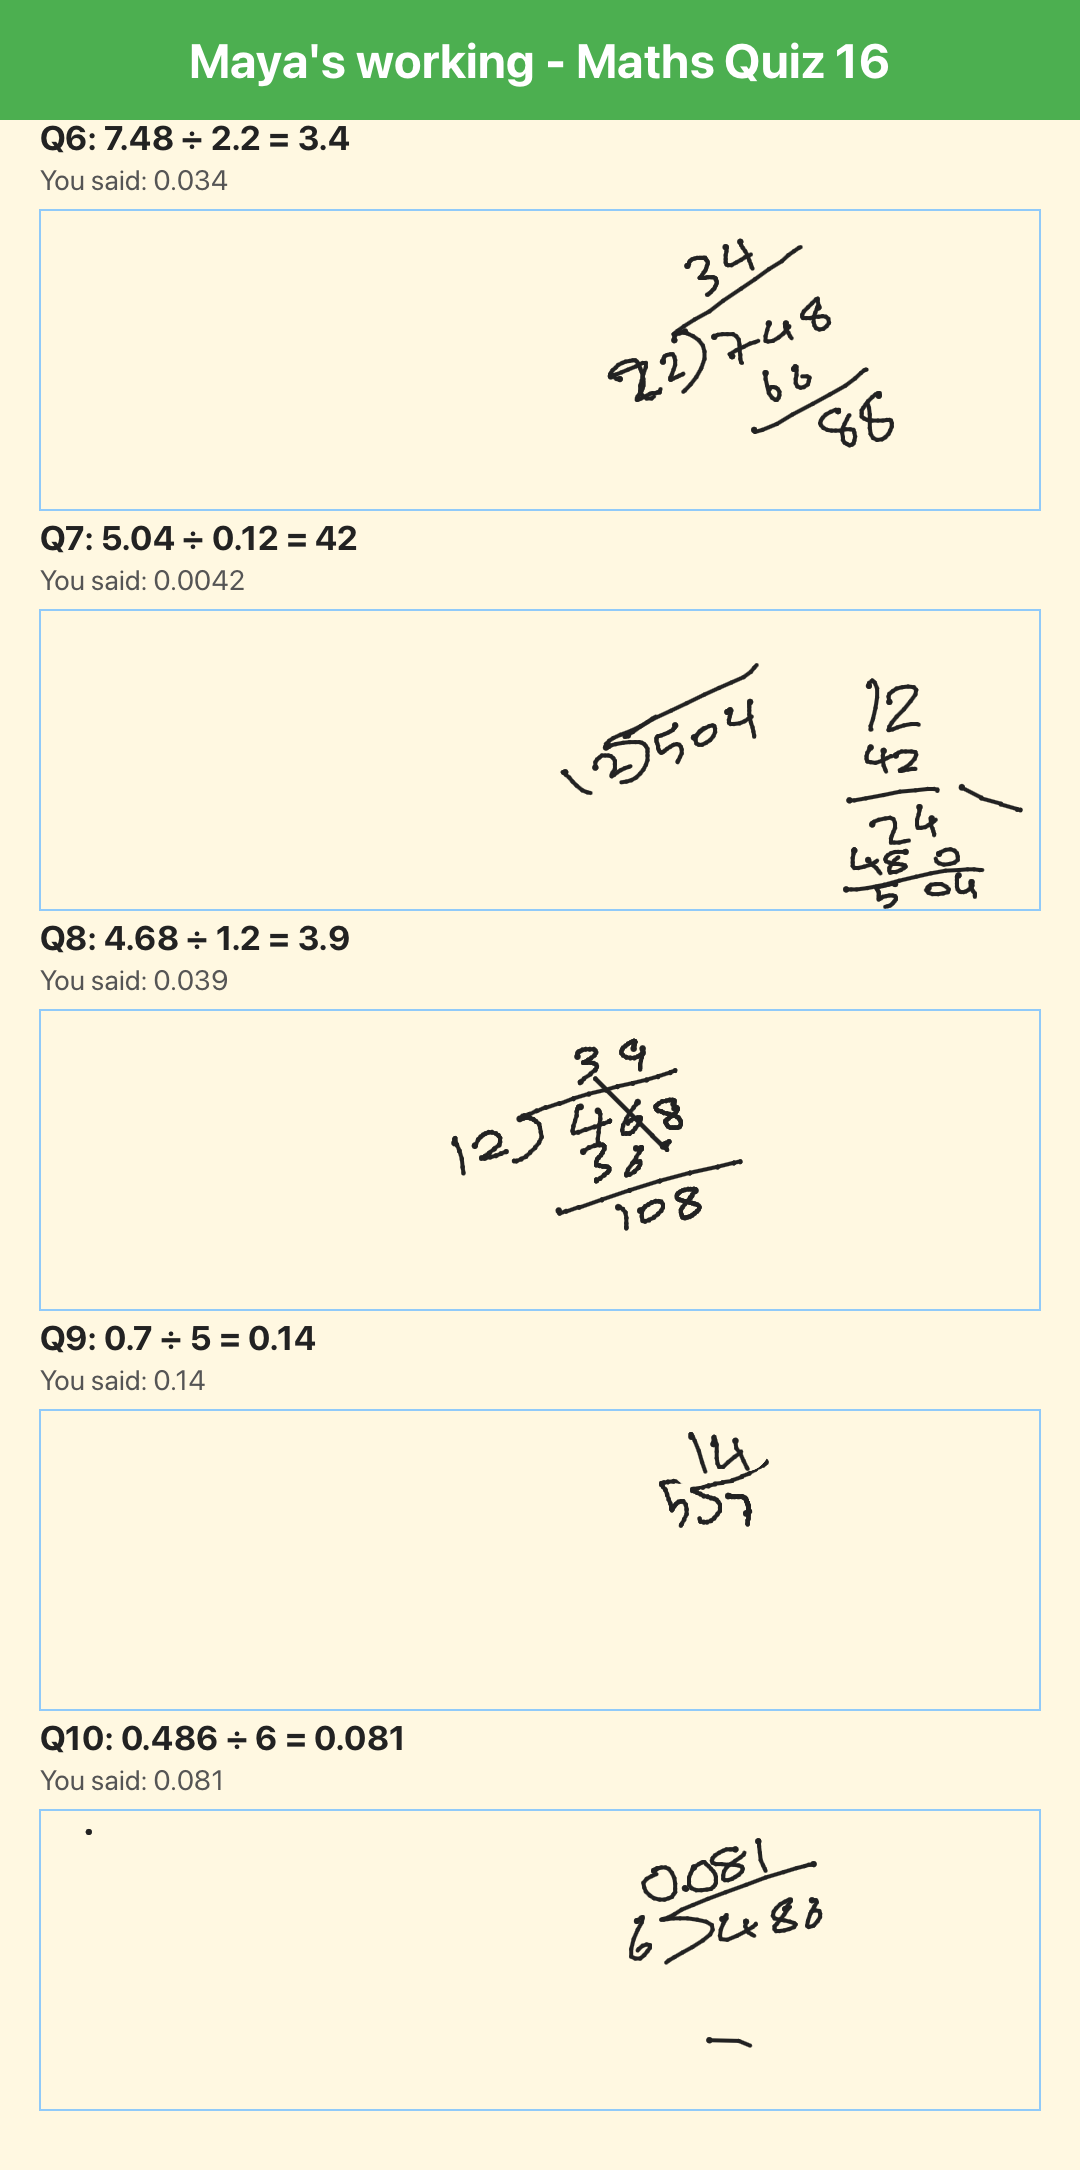 Maya's working - Maths Quiz 16
Q6: 7.48 ÷ 2.2 = 3.4
You said: 0.034
34
22)748
66
88
Q7: 5.04 ÷ 0.12 = 42
You said: 0.0042
12)504
12
42
24
480
504
Q8: 4.68 ÷ 1.2 = 3.9
You said: 0.039
39
12)468
36
108
Q9: 0.7 ÷ 5 = 0.14
You said: 0.14
14
5)7
Q10: 0.486 ÷ 6 = 0.081
You said: 0.081
0.081
6)486